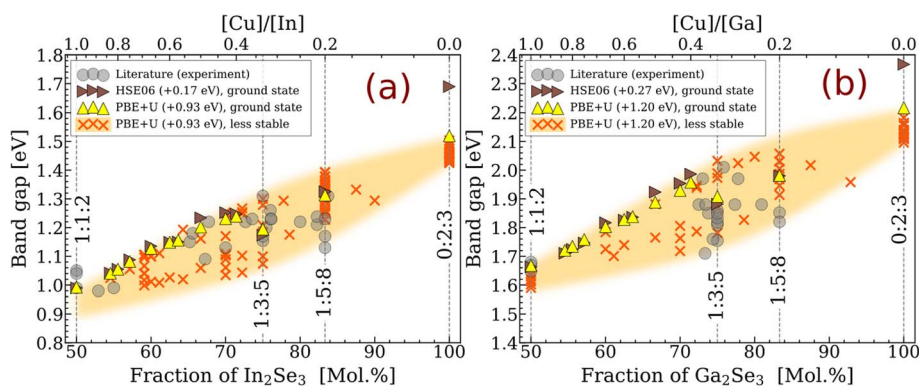 [Cu]/[In]
1.0 0.8 0.6 0.4 0.2 0.0
Band gap [eV]
1.8
1.7
1.6
1.5
1.4
1.3
1.2
1.1
1.0
0.9
0.8
Literature (experiment)
HSE06 (+0.17 eV), ground state
PBE+U (+0.93 eV), ground state
PBE+U (+0.93 eV), less stable
(a)
1:1:2
1:3:5
1:5:8
0:2:3
50 60 70 80 90 100
Fraction of In₂Se₃ [Mol.%]
[Cu]/[Ga]
1.0 0.8 0.6 0.4 0.2 0.0
Band gap [eV]
2.4
2.3
2.2
2.1
2.0
1.9
1.8
1.7
1.6
1.5
1.4
Literature (experiment)
HSE06 (+0.27 eV), ground state
PBE+U (+1.20 eV), ground state
PBE+U (+1.20 eV), less stable
(b)
1:1:2
1:3:5
1:5:8
0:2:3
50 60 70 80 90 100
Fraction of Ga₂Se₃ [Mol.%]